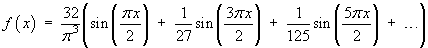 f(x) = 32/π³ ( sin(πx/2) + 1/27 sin(3πx/2) + 1/125 sin(5πx/2) + ... )